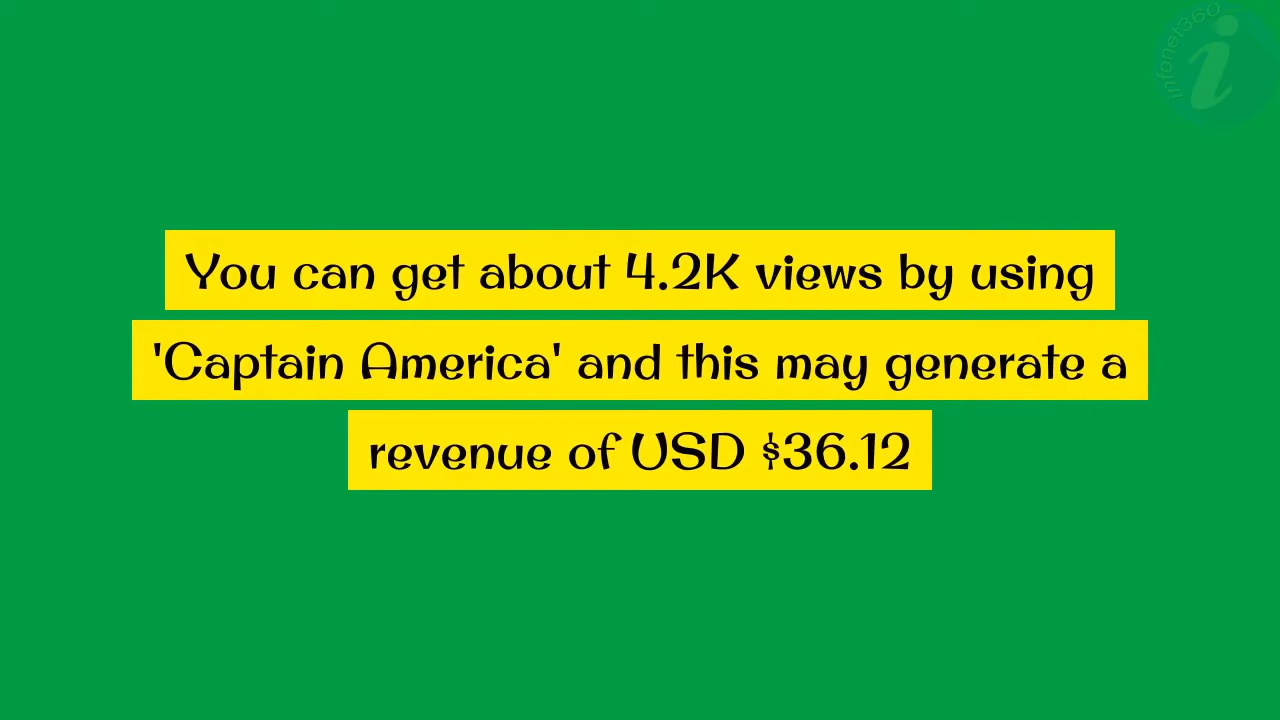 infonet360
i
You can get about 4.2K views by using
'Captain America' and this may generate a
revenue of USD $36.12